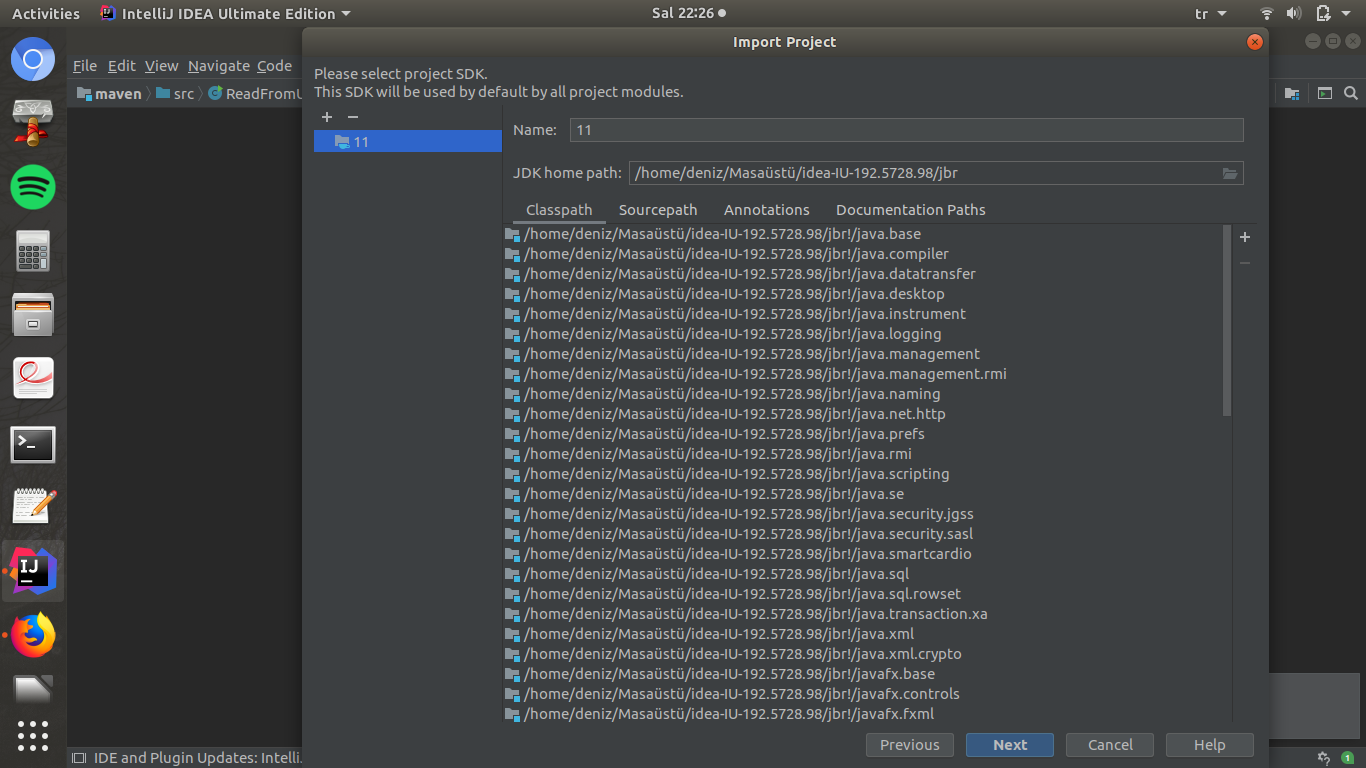 Activities IntelliJ IDEA Ultimate Edition Sal 22:26 tr
Import Project
File Edit View Navigate Code
maven src ReadFromU
Please select project SDK.
This SDK will be used by default by all project modules.
11
Name: 11
JDK home path: /home/deniz/Masaüstü/idea-IU-192.5728.98/jbr
Classpath Sourcepath Annotations Documentation Paths
/home/deniz/Masaüstü/idea-IU-192.5728.98/jbr!/java.base
/home/deniz/Masaüstü/idea-IU-192.5728.98/jbr!/java.compiler
/home/deniz/Masaüstü/idea-IU-192.5728.98/jbr!/java.datatransfer
/home/deniz/Masaüstü/idea-IU-192.5728.98/jbr!/java.desktop
/home/deniz/Masaüstü/idea-IU-192.5728.98/jbr!/java.instrument
/home/deniz/Masaüstü/idea-IU-192.5728.98/jbr!/java.logging
/home/deniz/Masaüstü/idea-IU-192.5728.98/jbr!/java.management
/home/deniz/Masaüstü/idea-IU-192.5728.98/jbr!/java.management.rmi
/home/deniz/Masaüstü/idea-IU-192.5728.98/jbr!/java.naming
/home/deniz/Masaüstü/idea-IU-192.5728.98/jbr!/java.net.http
/home/deniz/Masaüstü/idea-IU-192.5728.98/jbr!/java.prefs
/home/deniz/Masaüstü/idea-IU-192.5728.98/jbr!/java.rmi
/home/deniz/Masaüstü/idea-IU-192.5728.98/jbr!/java.scripting
/home/deniz/Masaüstü/idea-IU-192.5728.98/jbr!/java.se
/home/deniz/Masaüstü/idea-IU-192.5728.98/jbr!/java.security.jgss
/home/deniz/Masaüstü/idea-IU-192.5728.98/jbr!/java.security.sasl
/home/deniz/Masaüstü/idea-IU-192.5728.98/jbr!/java.smartcardio
/home/deniz/Masaüstü/idea-IU-192.5728.98/jbr!/java.sql
/home/deniz/Masaüstü/idea-IU-192.5728.98/jbr!/java.sql.rowset
/home/deniz/Masaüstü/idea-IU-192.5728.98/jbr!/java.transaction.xa
/home/deniz/Masaüstü/idea-IU-192.5728.98/jbr!/java.xml
/home/deniz/Masaüstü/idea-IU-192.5728.98/jbr!/java.xml.crypto
/home/deniz/Masaüstü/idea-IU-192.5728.98/jbr!/javafx.base
/home/deniz/Masaüstü/idea-IU-192.5728.98/jbr!/javafx.controls
/home/deniz/Masaüstü/idea-IU-192.5728.98/jbr!/javafx.fxml
Previous Next Cancel Help
IDE and Plugin Updates: Intelli 1
IJ